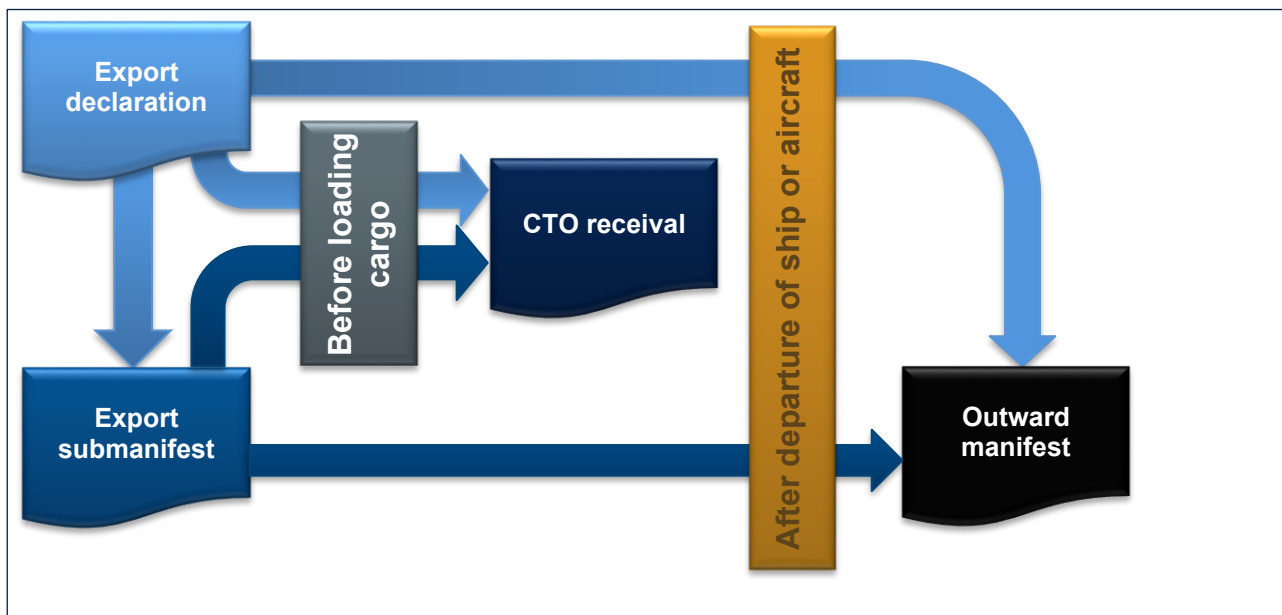 Export
declaration
Before loading
cargo
CTO receival
After departure of ship or aircraft
Export
submanifest
Outward
manifest